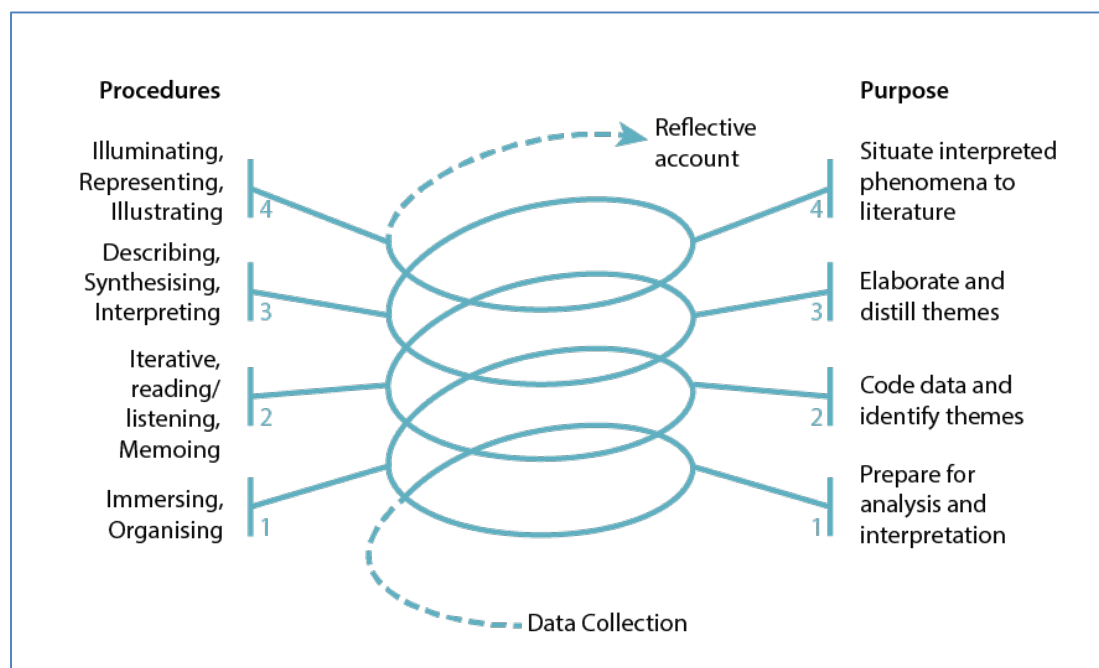 Procedures
Illuminating,
Representing,
Illustrating
4
Describing,
Synthesising,
Interpreting
3
Iterative,
reading/
listening,
Memoing
2
Immersing,
Organising
1
Reflective
account
Data Collection
Purpose
Situate interpreted
phenomena to
literature
4
Elaborate and
distill themes
3
Code data and
identify themes
2
Prepare for
analysis and
interpretation
1